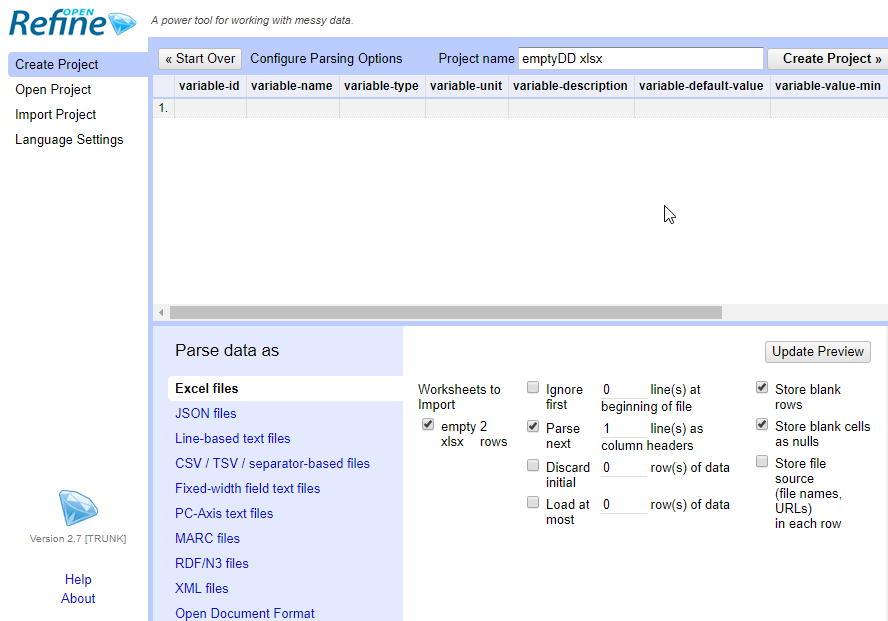 OPEN
Refine
A power tool for working with messy data.
Create Project
Open Project
Import Project
Language Settings
« Start Over
Configure Parsing Options
Project name
emptyDD xlsx
Create Project »
variable-id variable-name variable-type variable-unit variable-description variable-default-value variable-value-min
1.
Parse data as
Excel files
JSON files
Line-based text files
CSV / TSV / separator-based files
Fixed-width field text files
PC-Axis text files
MARC files
RDF/N3 files
XML files
Open Document Format
Update Preview
Worksheets to
Import
empty 2
xlsx rows
Ignore
first
0 line(s) at
beginning of file
Parse
next
1 line(s) as
column headers
Discard
initial
0 row(s) of data
Load at
most
0 row(s) of data
Store blank
rows
Store blank cells
as nulls
Store file
source
(file names,
URLs)
in each row
Version 2.7 [TRUNK]
Help
About